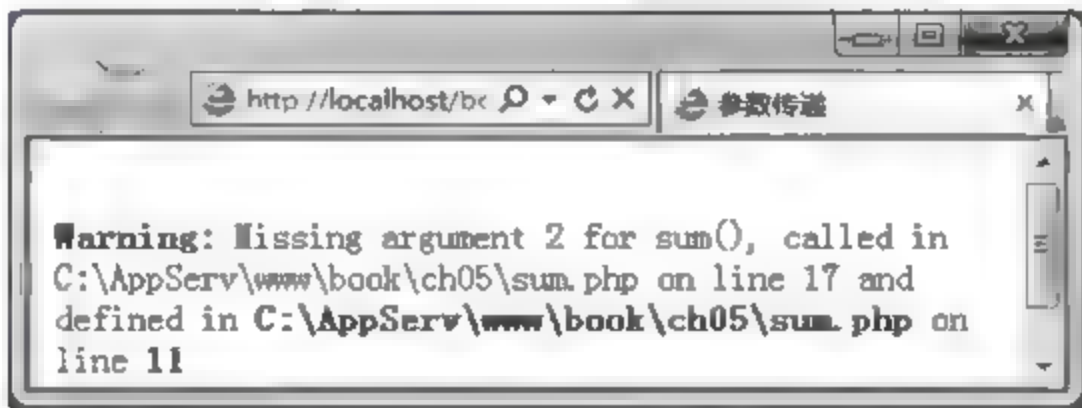 http //localhost/bc
参数传递
Warning: Missing argument 2 for sum(), called in
C:\AppServ\www\book\ch05\sum.php on line 17 and
defined in C:\AppServ\www\book\ch05\sum.php on
line 11